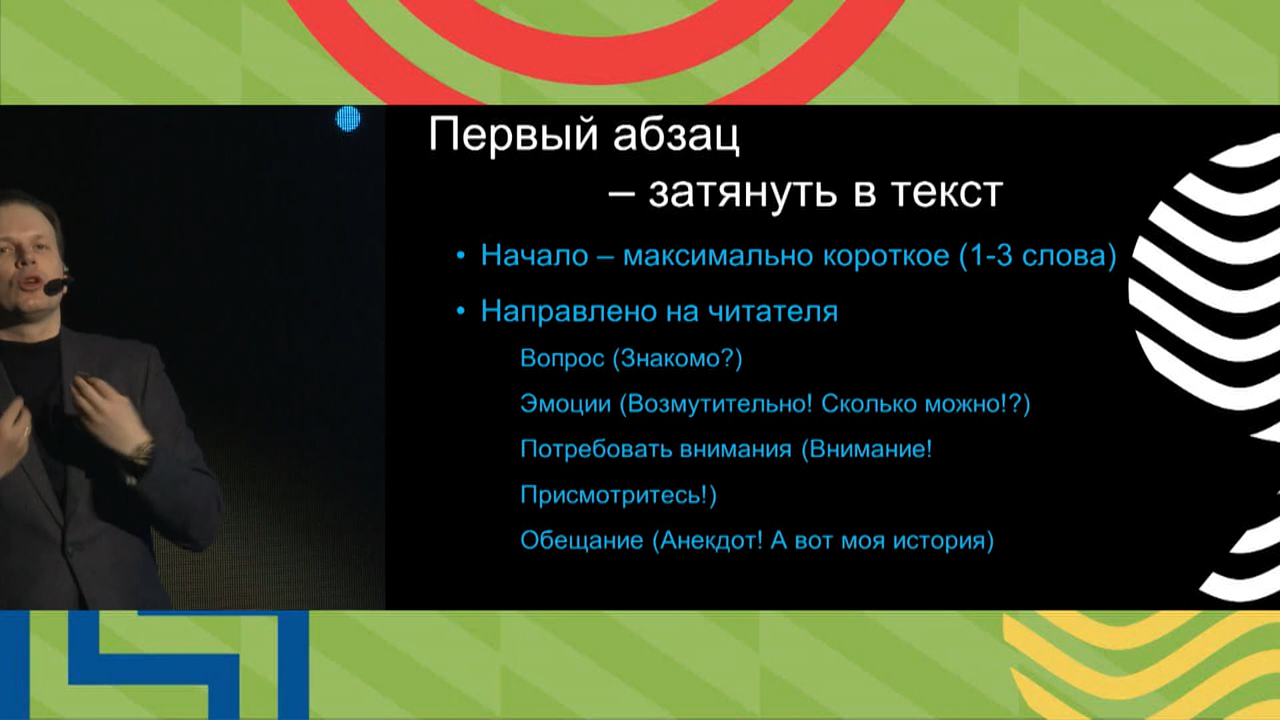 Первый абзац
– затянуть в текст
• Начало – максимально короткое (1-3 слова)
• Направлено на читателя
Вопрос (Знакомо?)
Эмоции (Возмутительно! Сколько можно!?)
Потребовать внимания (Внимание!
Присмотритесь!)
Обещание (Анекдот! А вот моя история)